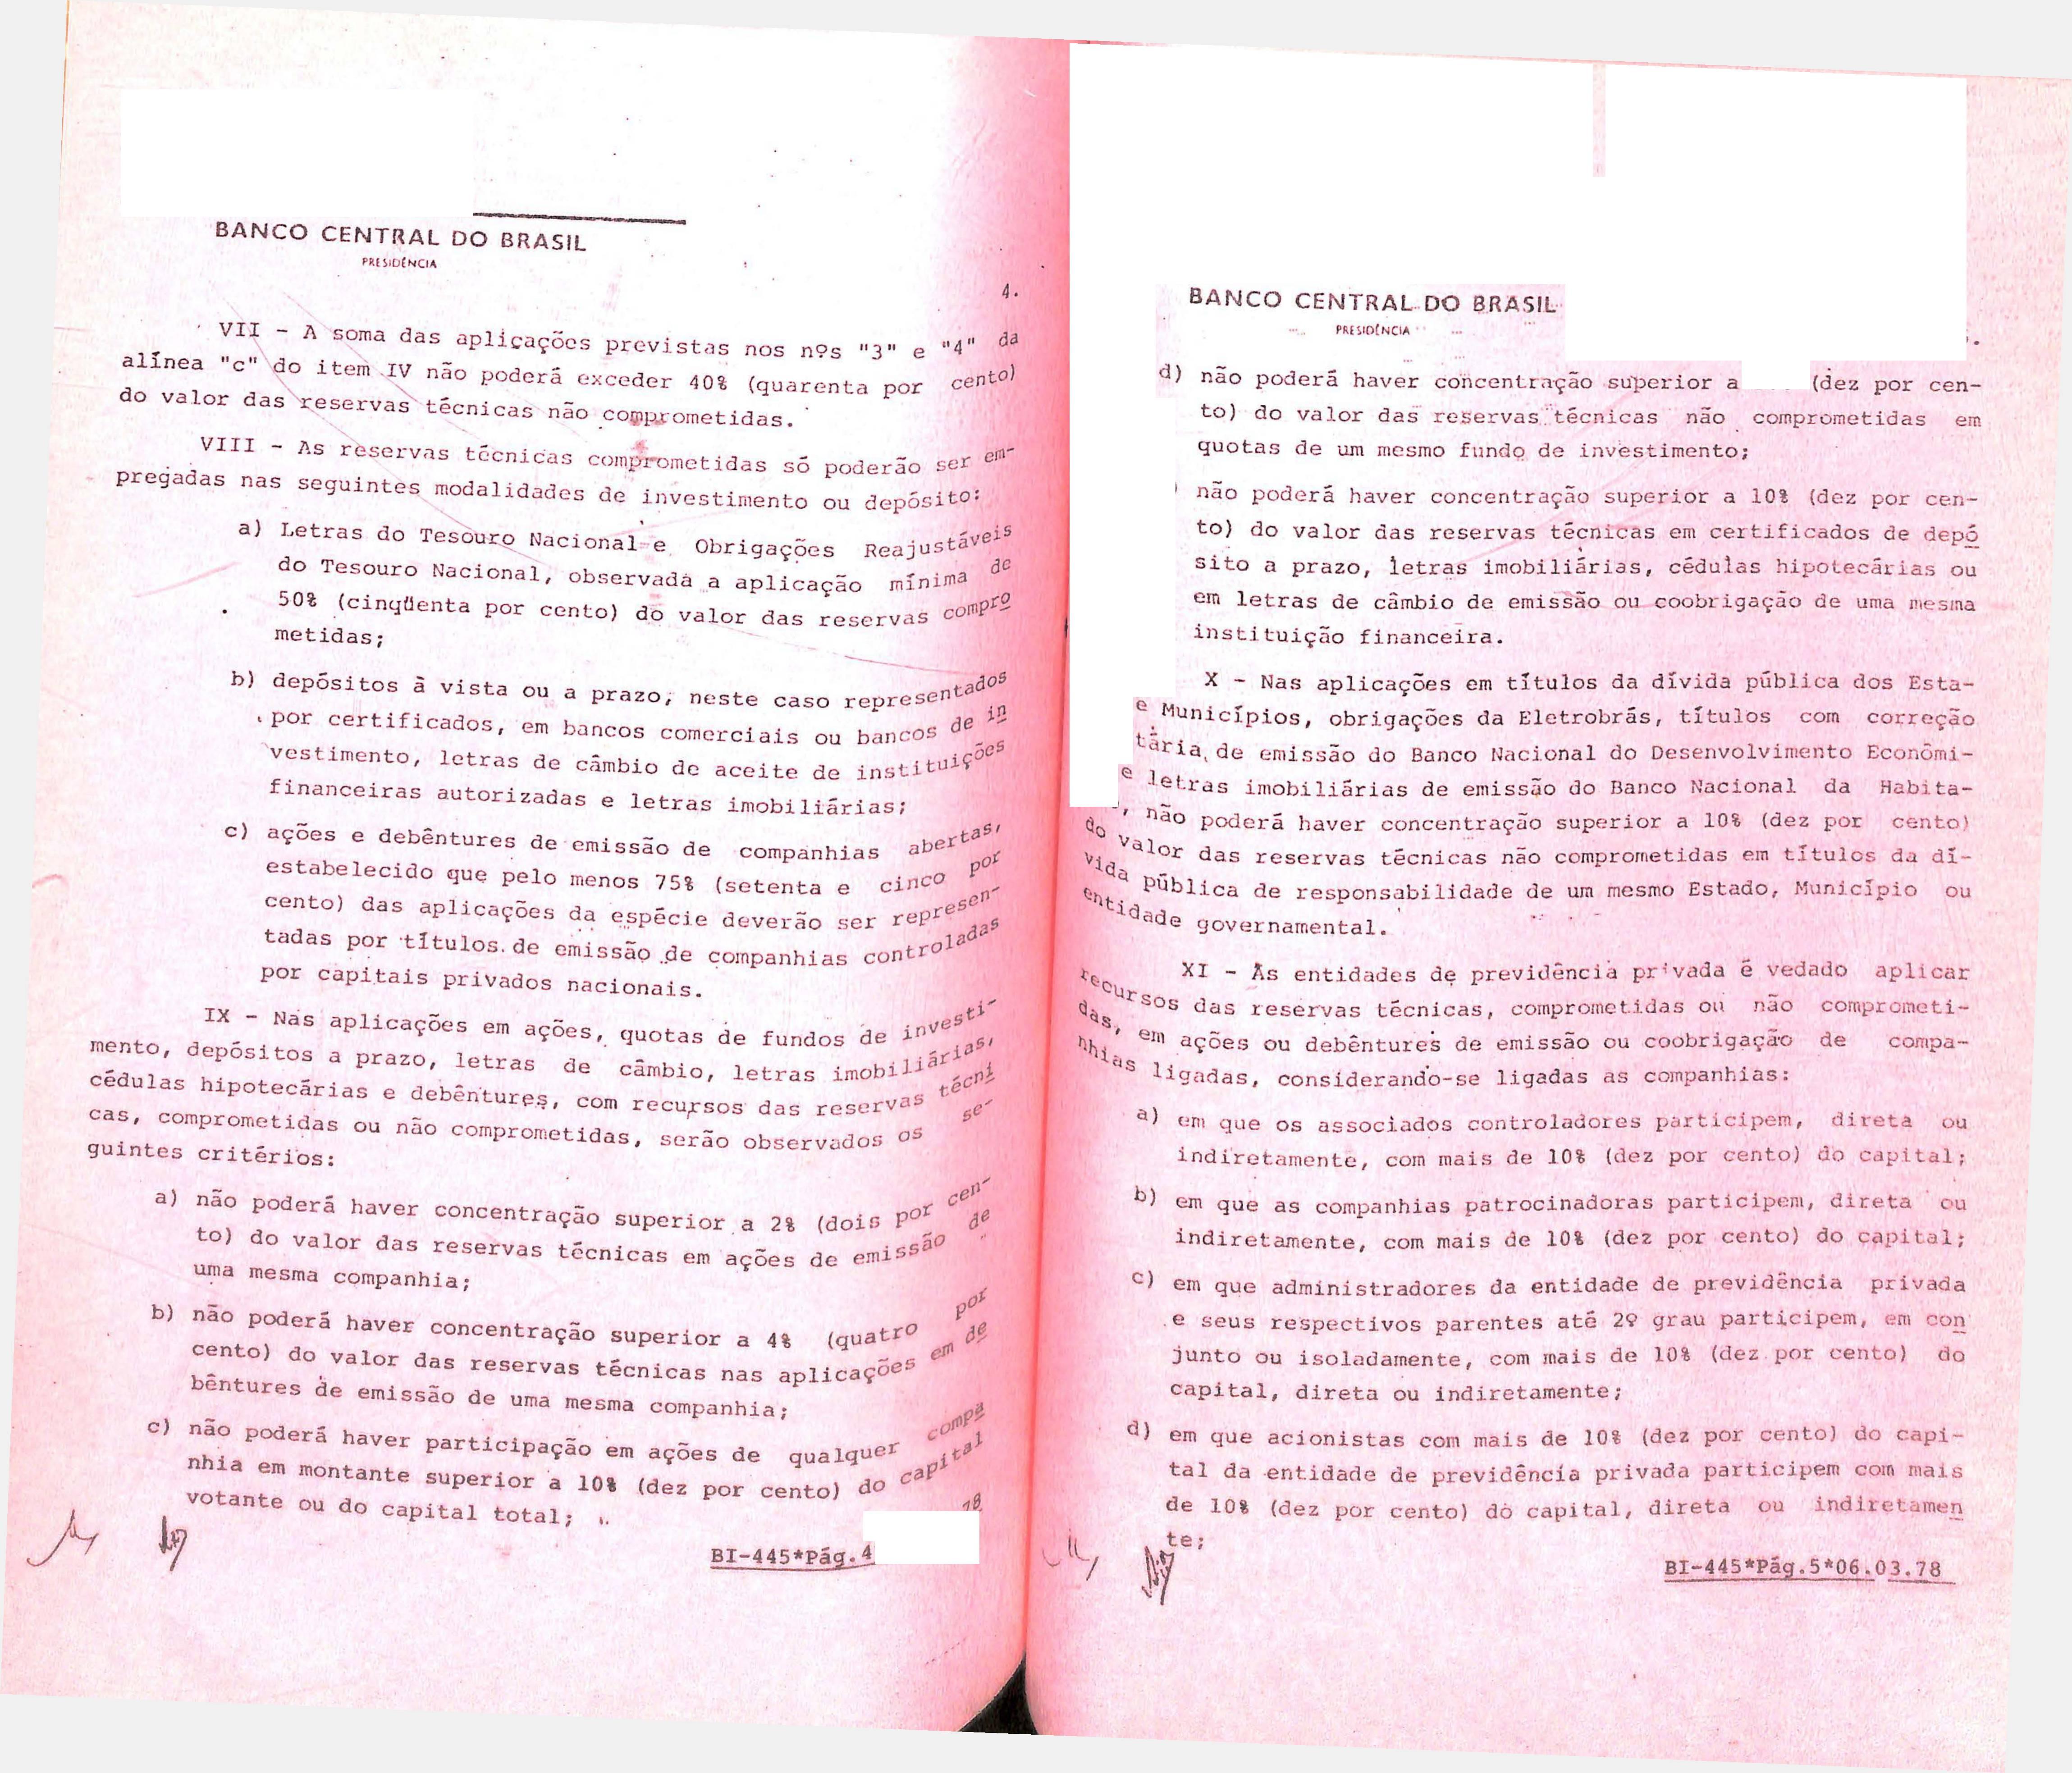 BANCO CENTRAL DO BRASIL
PRESIDÊNCIA
4.
VII - A soma das aplicações previstas nos nºs "3" e "4" da
alínea "c" do item IV não poderá exceder 40% (quarenta por cento)
do valor das reservas técnicas não comprometidas.
VIII - As reservas técnicas comprometidas só poderão ser em-
pregadas nas seguintes modalidades de investimento ou depósito:
a) Letras do Tesouro Nacional e Obrigações Reajustáveis
do Tesouro Nacional, observada a aplicação mínima de
50% (cinqüenta por cento) do valor das reservas compro
metidas;
b) depósitos à vista ou a prazo, neste caso representados
por certificados, em bancos comerciais ou bancos de in
vestimento, letras de câmbio de aceite de instituições
financeiras autorizadas e letras imobiliárias;
c) ações e debêntures de emissão de companhias abertas,
estabelecido que pelo menos 75% (setenta e cinco por
cento) das aplicações da espécie deverão ser represen-
tadas por títulos de emissão de companhias controladas
por capitais privados nacionais.
IX - Nas aplicações em ações, quotas de fundos de investi-
mento, depósitos a prazo, letras de câmbio, letras imobiliárias,
cédulas hipotecárias e debêntures, com recursos das reservas técni
cas, comprometidas ou não comprometidas, serão observados os se-
guintes critérios:
a) não poderá haver concentração superior a 2% (dois por cen-
to) do valor das reservas técnicas em ações de emissão de
uma mesma companhia;
b) não poderá haver concentração superior a 4% (quatro por
cento) do valor das reservas técnicas nas aplicações em de
bêntures de emissão de uma mesma companhia;
c) não poderá haver participação em ações de qualquer compa
nhia em montante superior a 10% (dez por cento) do capital
votante ou do capital total;
BI-445*Pág.4
78
BANCO CENTRAL DO BRASIL
PRESIDÊNCIA
d) não poderá haver concentração superior a (dez por cen-
to) do valor das reservas técnicas não comprometidas em
quotas de um mesmo fundo de investimento;
não poderá haver concentração superior a 10% (dez por cen-
to) do valor das reservas técnicas em certificados de depó
sito a prazo, letras imobiliárias, cédulas hipotecárias ou
em letras de câmbio de emissão ou coobrigação de uma mesma
instituição financeira.
X - Nas aplicações em títulos da dívida pública dos Esta-
e Municípios, obrigações da Eletrobrás, títulos com correção
tária de emissão do Banco Nacional do Desenvolvimento Econômi-
e letras imobiliárias de emissão do Banco Nacional da Habita-
, não poderá haver concentração superior a 10% (dez por cento)
do valor das reservas técnicas não comprometidas em títulos da dí-
vida pública de responsabilidade de um mesmo Estado, Município ou
entidade governamental.
XI - Às entidades de previdência privada é vedado aplicar
recursos das reservas técnicas, comprometidas ou não comprometi-
das, em ações ou debêntures de emissão ou coobrigação de compa-
nhias ligadas, considerando-se ligadas as companhias:
a) em que os associados controladores participem, direta ou
indiretamente, com mais de 10% (dez por cento) do capital;
b) em que as companhias patrocinadoras participem, direta ou
indiretamente, com mais de 10% (dez por cento) do capital;
c) em que administradores da entidade de previdência privada
e seus respectivos parentes até 2º grau participem, em con
junto ou isoladamente, com mais de 10% (dez por cento) do
capital, direta ou indiretamente;
d) em que acionistas com mais de 10% (dez por cento) do capi-
tal da entidade de previdência privada participem com mais
de 10% (dez por cento) do capital, direta ou indiretamen
te;
BI-445*Pág.5*06.03.78